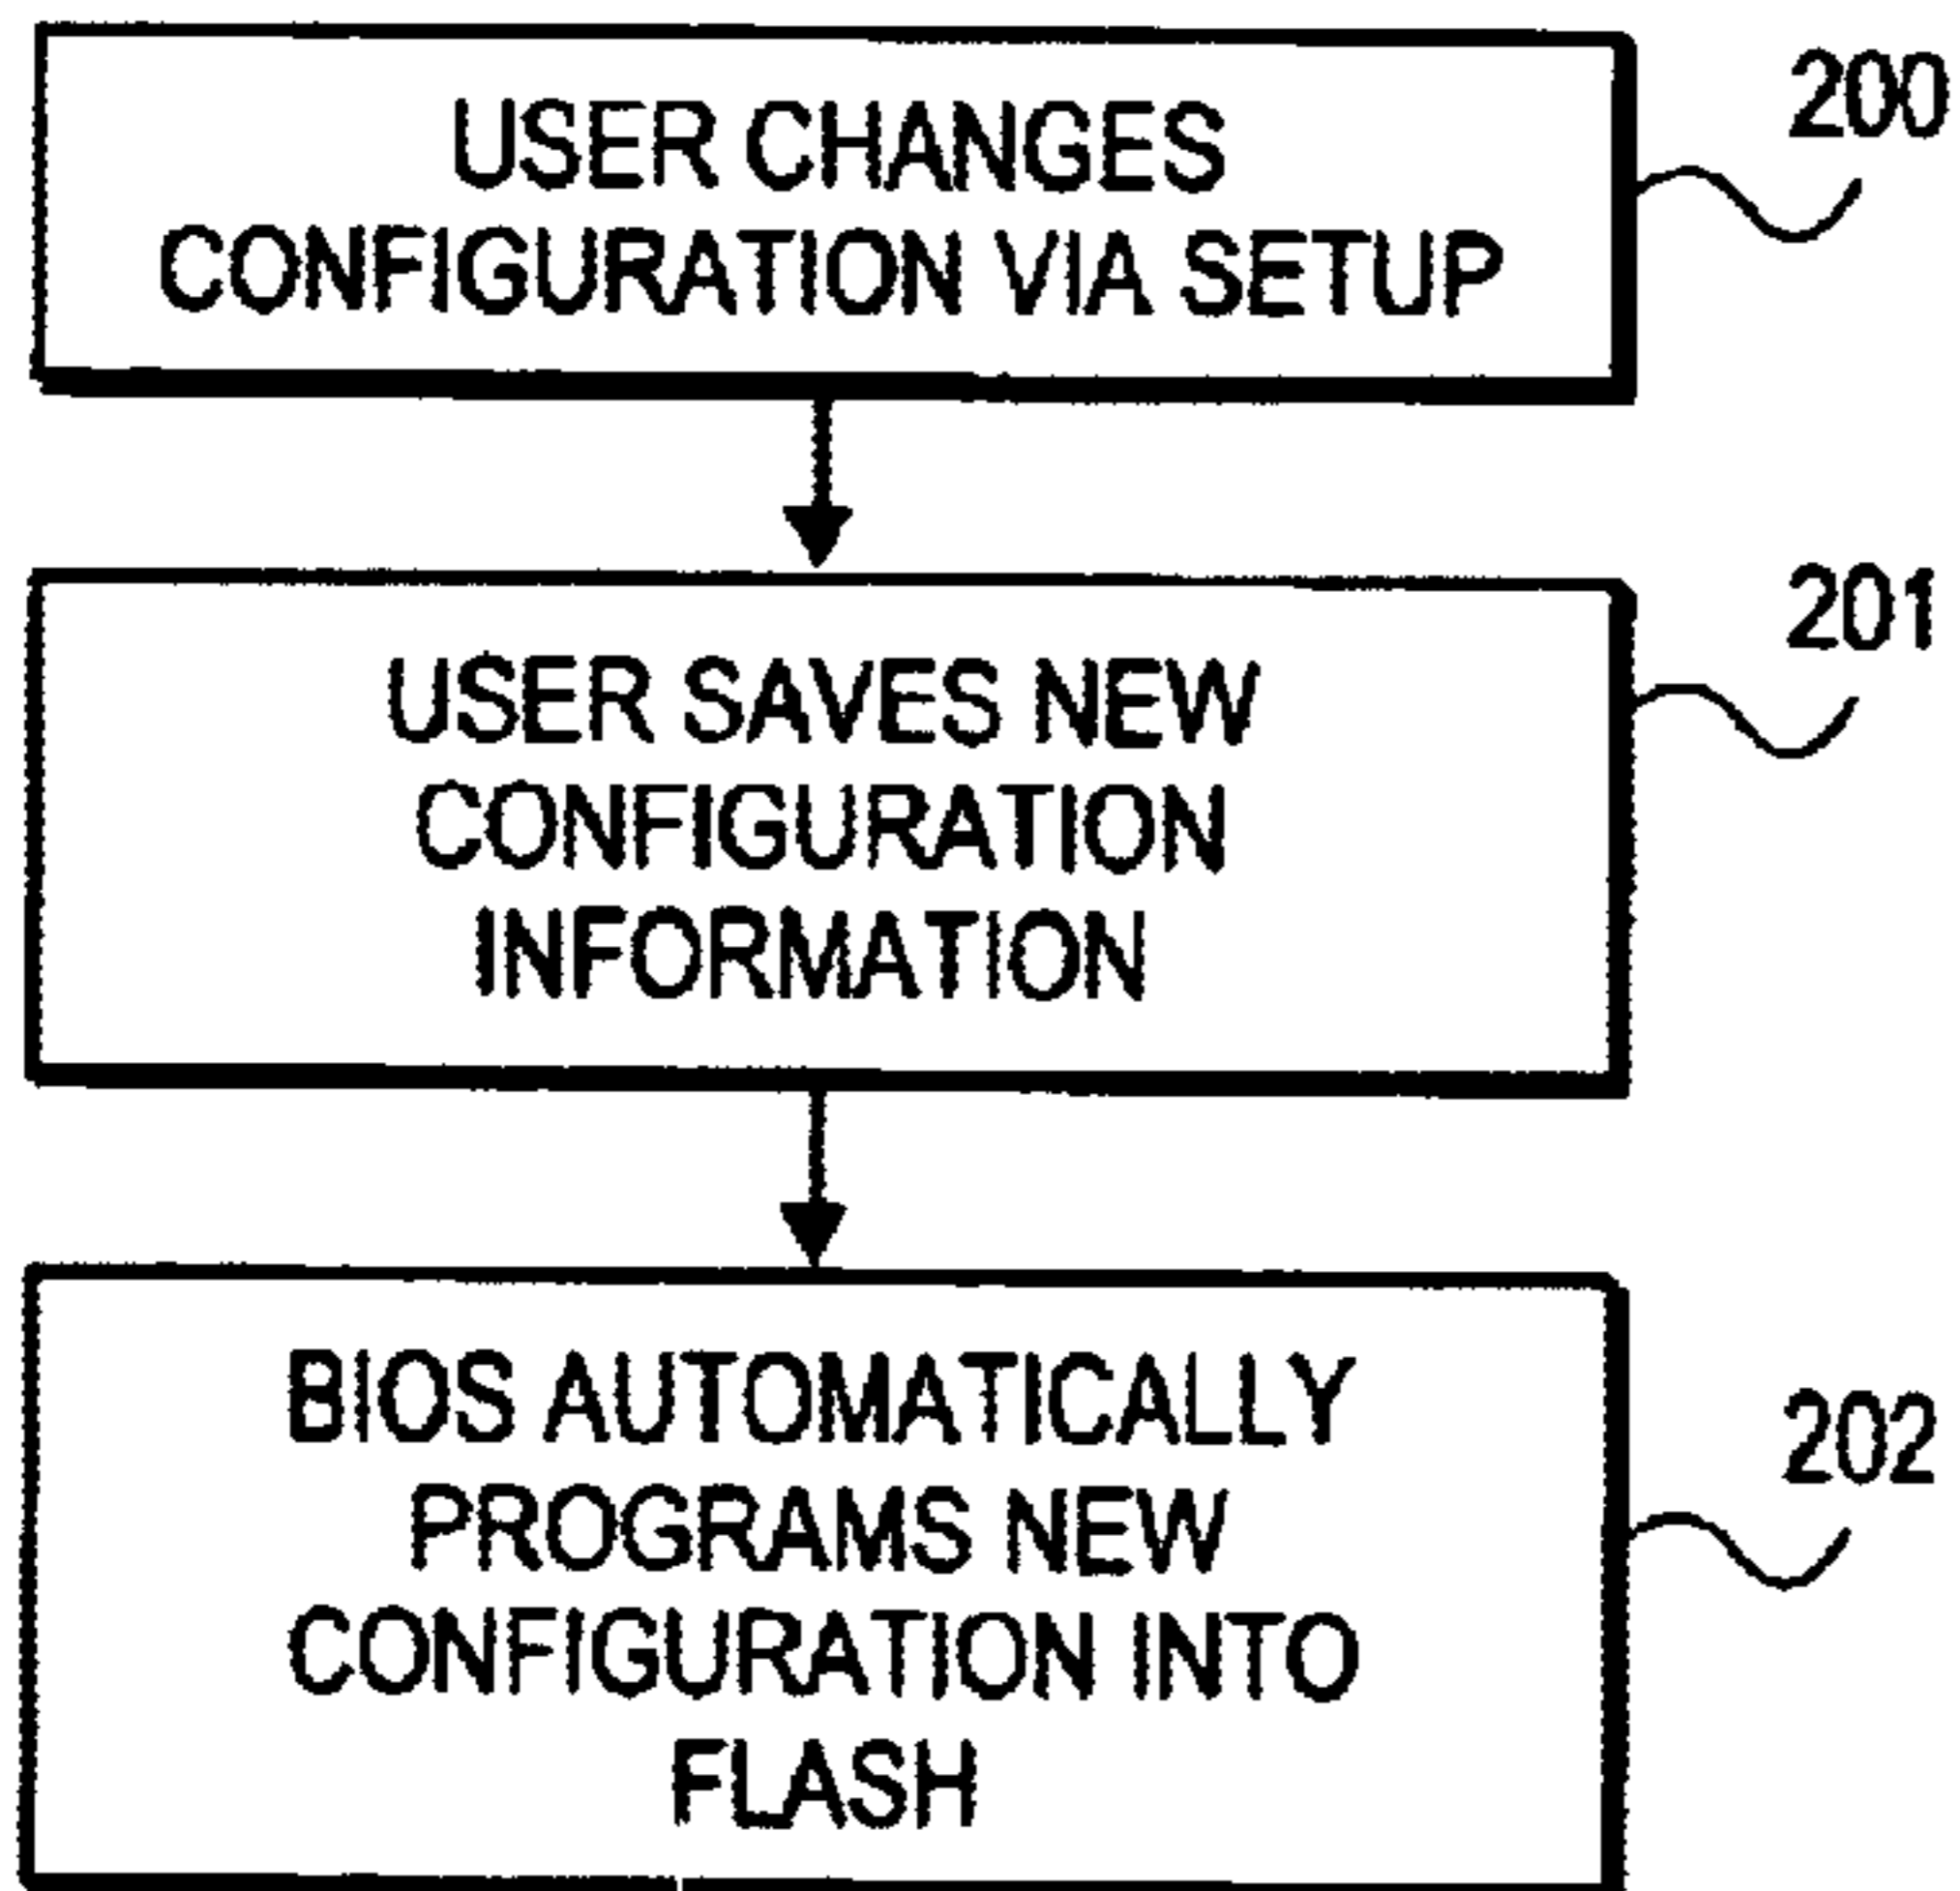 USER CHANGES
CONFIGURATION VIA SETUP
200
USER SAVES NEW
CONFIGURATION
INFORMATION
201
BIOS AUTOMATICALLY
PROGRAMS NEW
CONFIGURATION INTO
FLASH
202